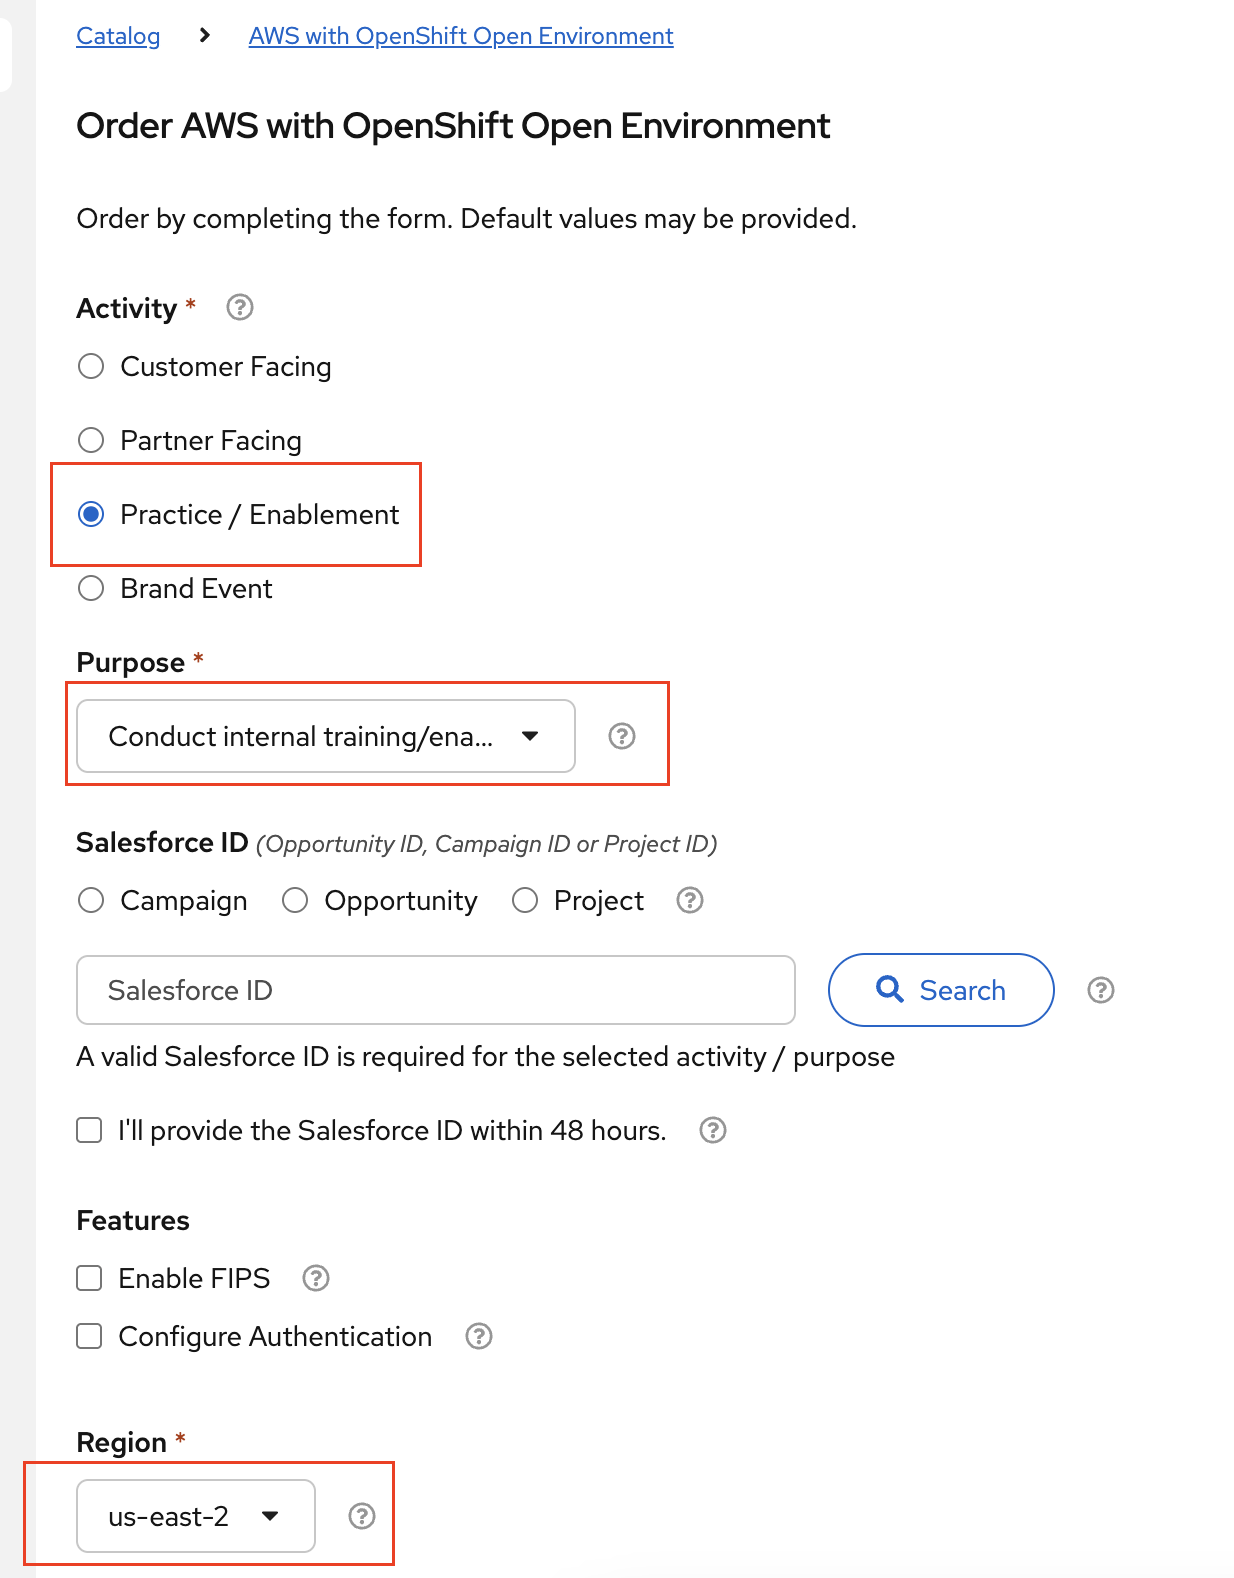 Catalog > AWS with OpenShift Open Environment
Order AWS with OpenShift Open Environment
Order by completing the form. Default values may be provided.
Activity *
Customer Facing
Partner Facing
Practice / Enablement
Brand Event
Purpose *
Conduct internal training/ena...
Salesforce ID (Opportunity ID, Campaign ID or Project ID)
Campaign Opportunity Project
Salesforce ID Search
A valid Salesforce ID is required for the selected activity / purpose
I'll provide the Salesforce ID within 48 hours.
Features
Enable FIPS
Configure Authentication
Region *
us-east-2